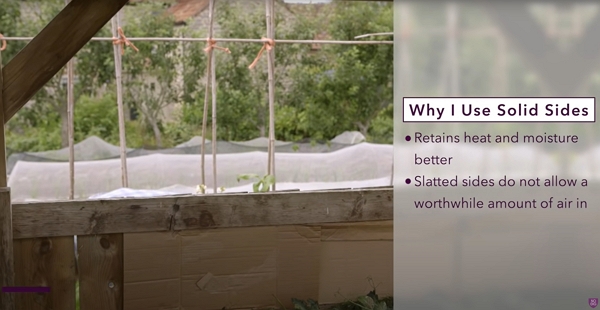 Why I Use Solid Sides
• Retains heat and moisture
better
• Slatted sides do not allow a
worthwhile amount of air in